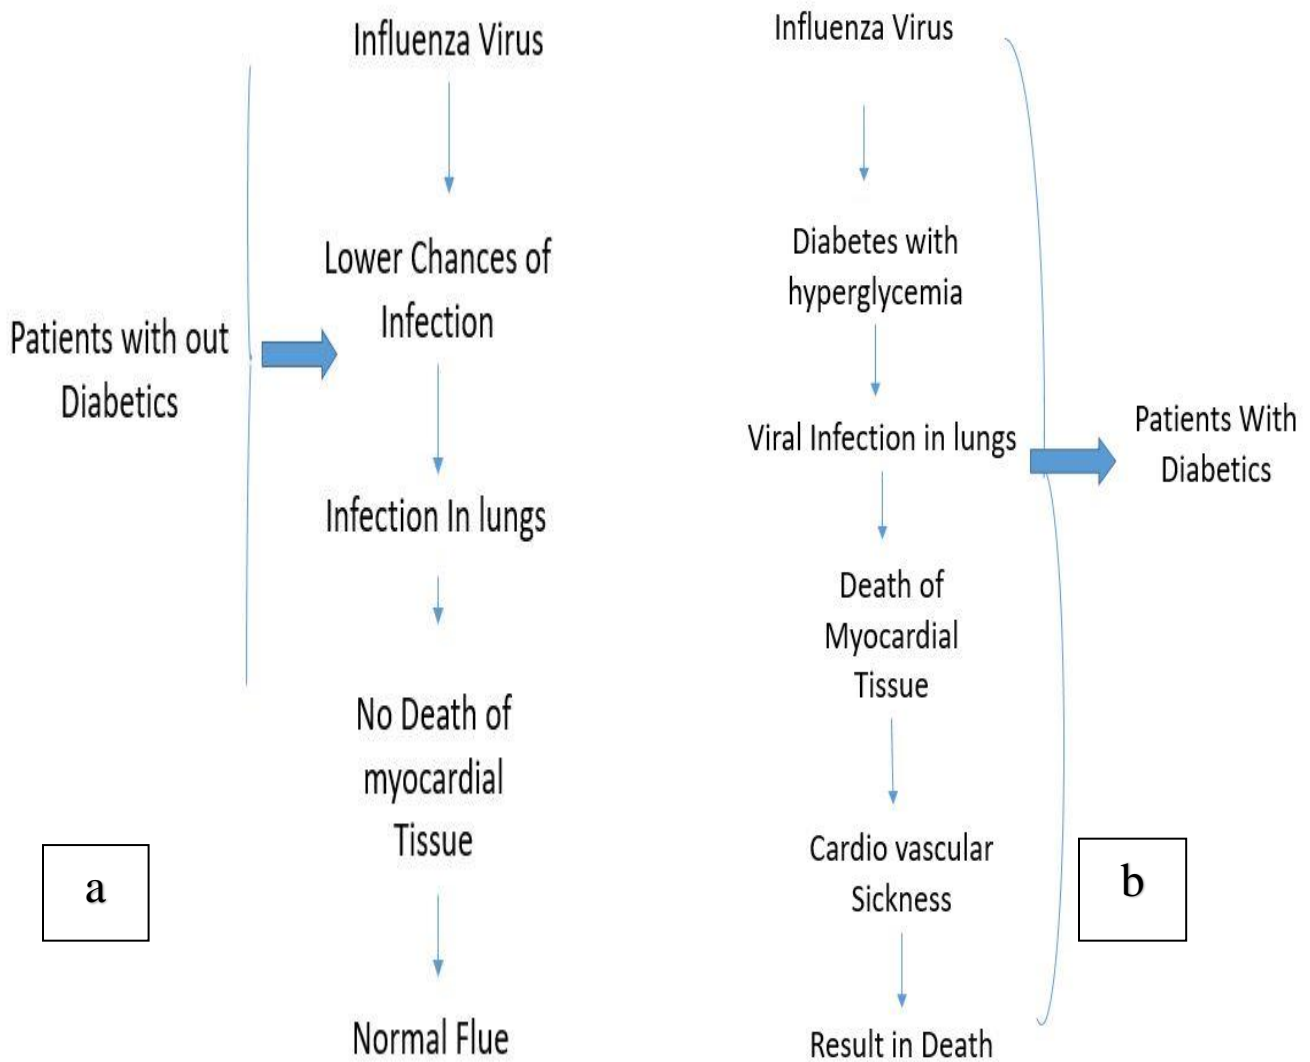 Influenza Virus
Lower Chances of
Infection
Patients with out
Diabetics
Infection In lungs
No Death of
myocardial
Tissue
a
Normal Flue
Influenza Virus
Diabetes with
hyperglycemia
Viral Infection in lungs
Patients With
Diabetics
Death of
Myocardial
Tissue
Cardio vascular
Sickness
b
Result in Death